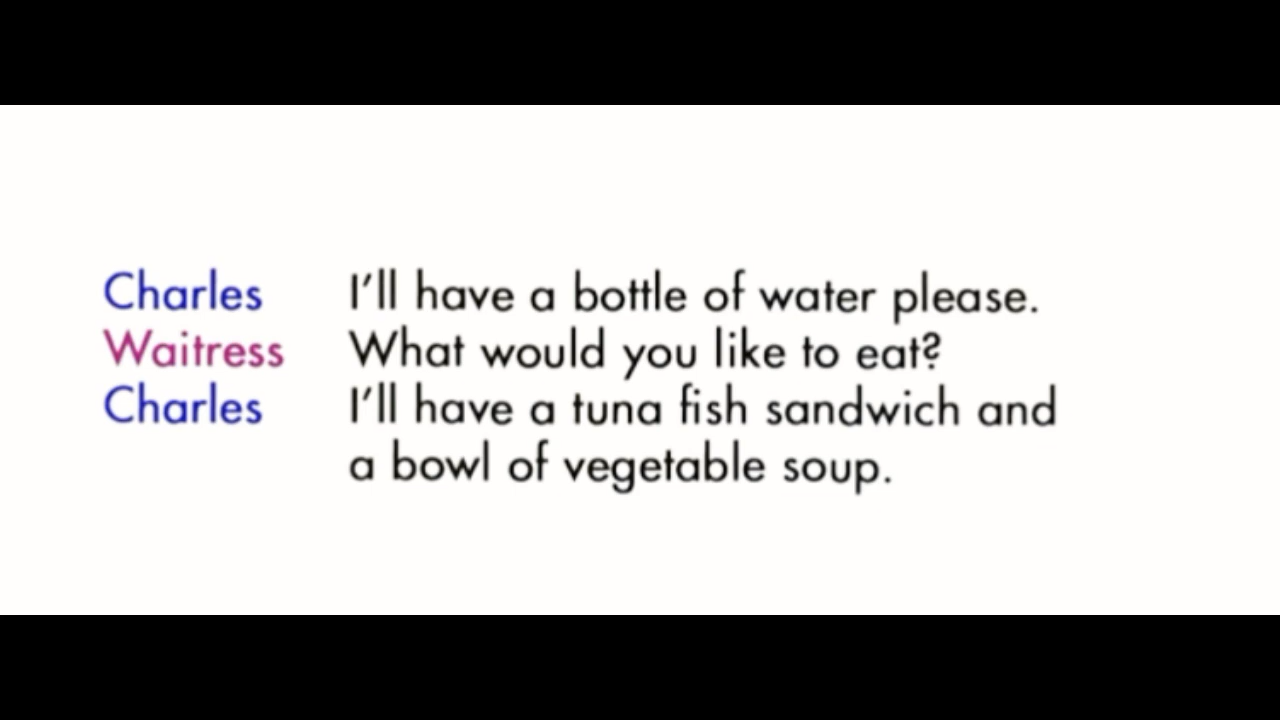 Charles I'll have a bottle of water please.
Waitress What would you like to eat?
Charles I'll have a tuna fish sandwich and
a bowl of vegetable soup.